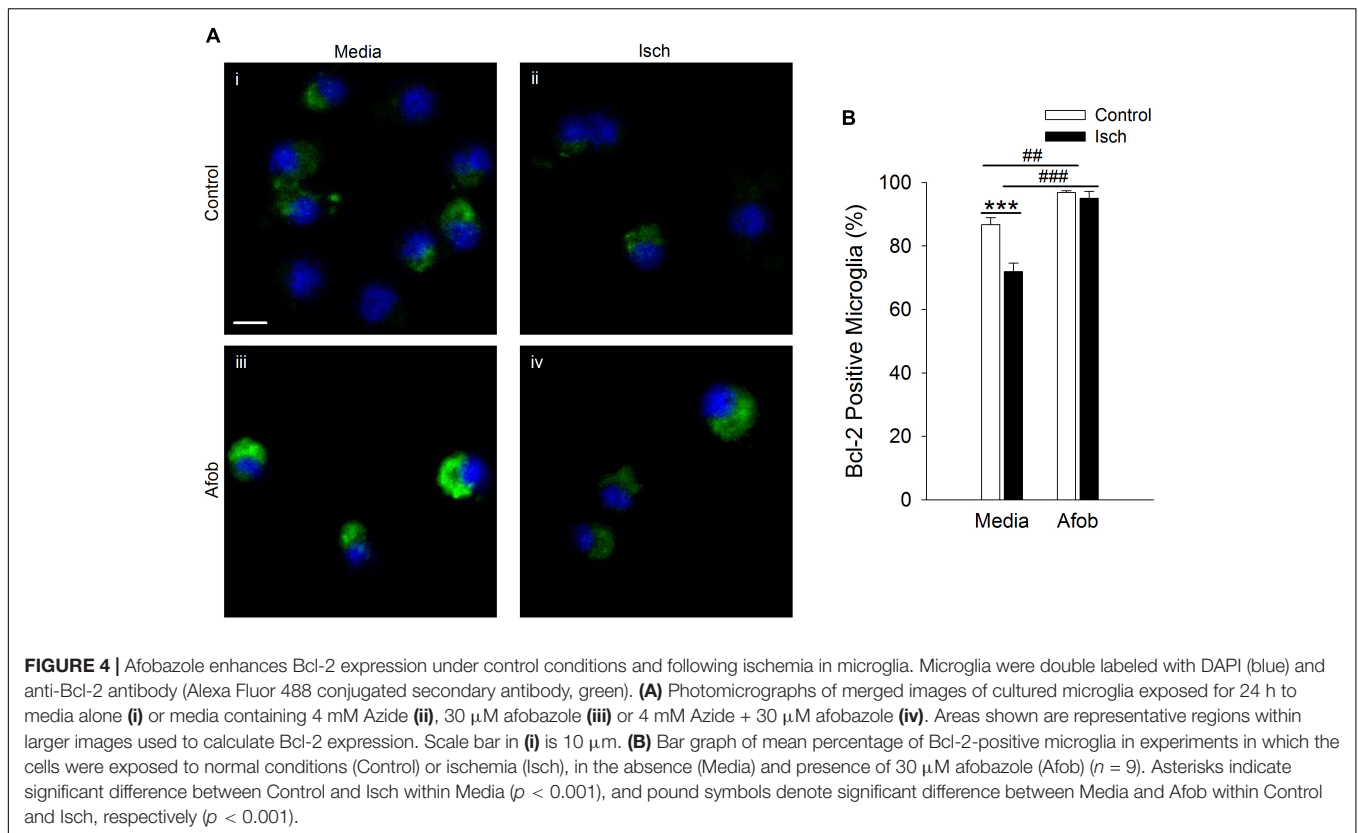 A
Media
Isch
i
ii
Control
iii
iv
Afob
B
Control
Isch
##
###
***
100
80
60
40
20
0
Bcl-2 Positive Microglia (%)
Media
Afob
FIGURE 4 | Afobazole enhances Bcl-2 expression under control conditions and following ischemia in microglia. Microglia were double labeled with DAPI (blue) and
anti-Bcl-2 antibody (Alexa Fluor 488 conjugated secondary antibody, green). (A) Photomicrographs of merged images of cultured microglia exposed for 24 h to
media alone (i) or media containing 4 mM Azide (ii), 30 μM afobazole (iii) or 4 mM Azide + 30 μM afobazole (iv). Areas shown are representative regions within
larger images used to calculate Bcl-2 expression. Scale bar in (i) is 10 μm. (B) Bar graph of mean percentage of Bcl-2-positive microglia in experiments in which the
cells were exposed to normal conditions (Control) or ischemia (Isch), in the absence (Media) and presence of 30 μM afobazole (Afob) (n = 9). Asterisks indicate
significant difference between Control and Isch within Media (p < 0.001), and pound symbols denote significant difference between Media and Afob within Control
and Isch, respectively (p < 0.001).